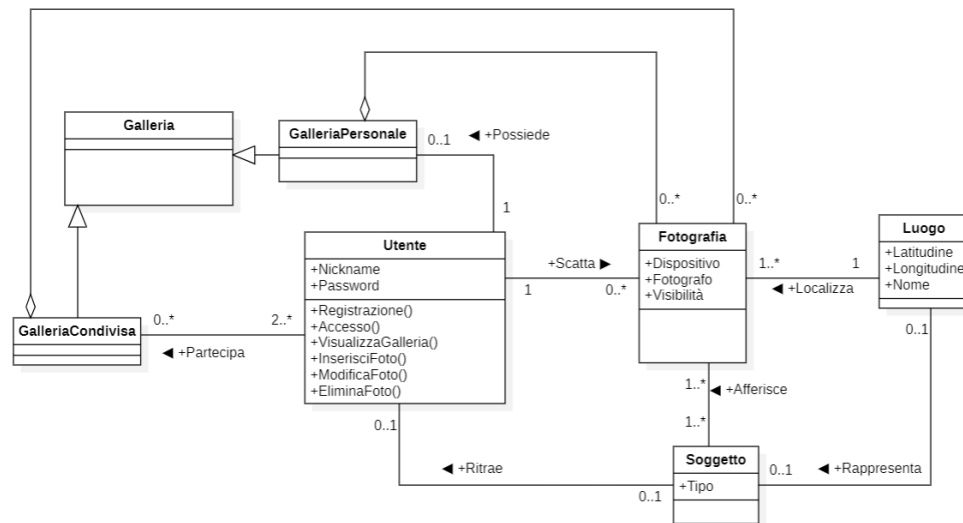 Galleria
GalleriaPersonale
0..1
◄ +Possiede
1
0..*
0..*
Utente
+Nickname
+Password
+Registrazione()
+Accesso()
+VisualizzaGalleria()
+InserisciFoto()
+ModificaFoto()
+EliminaFoto()
+Scatta ►
1
0..*
Fotografia
+Dispositivo
+Fotografo
+Visibilità
1..*
1
◄ +Localizza
Luogo
+Latitudine
+Longitudine
+Nome
0..1
GalleriaCondivisa
0..*
2..*
◄ +Partecipa
1..*
◄ +Afferisce
1..*
0..1
◄ +Ritrae
0..1
Soggetto
+Tipo
0..1
◄ +Rappresenta